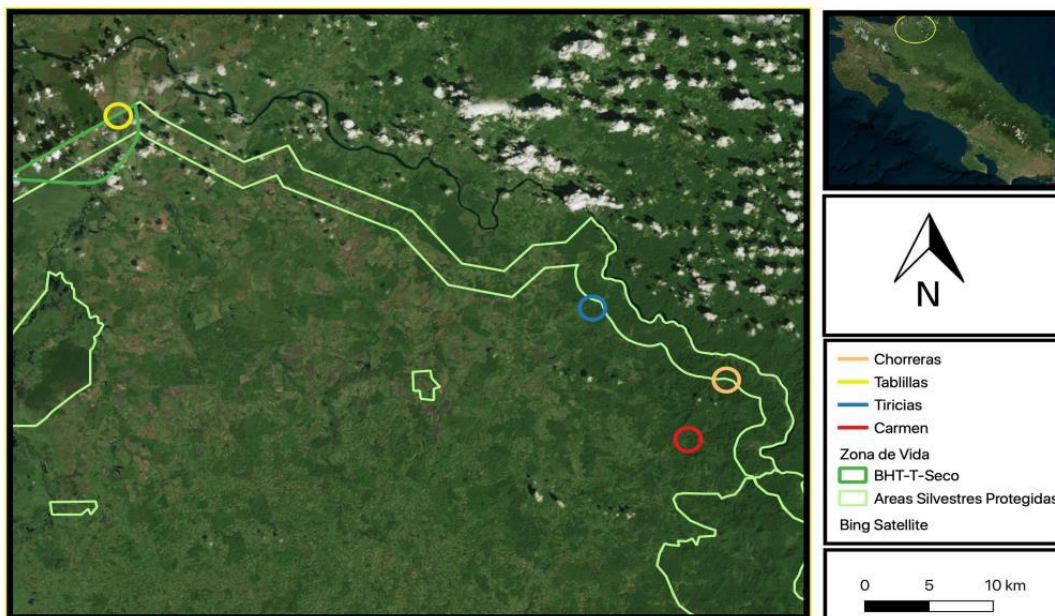 N
Chorreras
Tablillas
Tiricias
Carmen
Zona de Vida
BHT-T-Seco
Areas Silvestres Protegidas
Bing Satellite
0 5 10 km